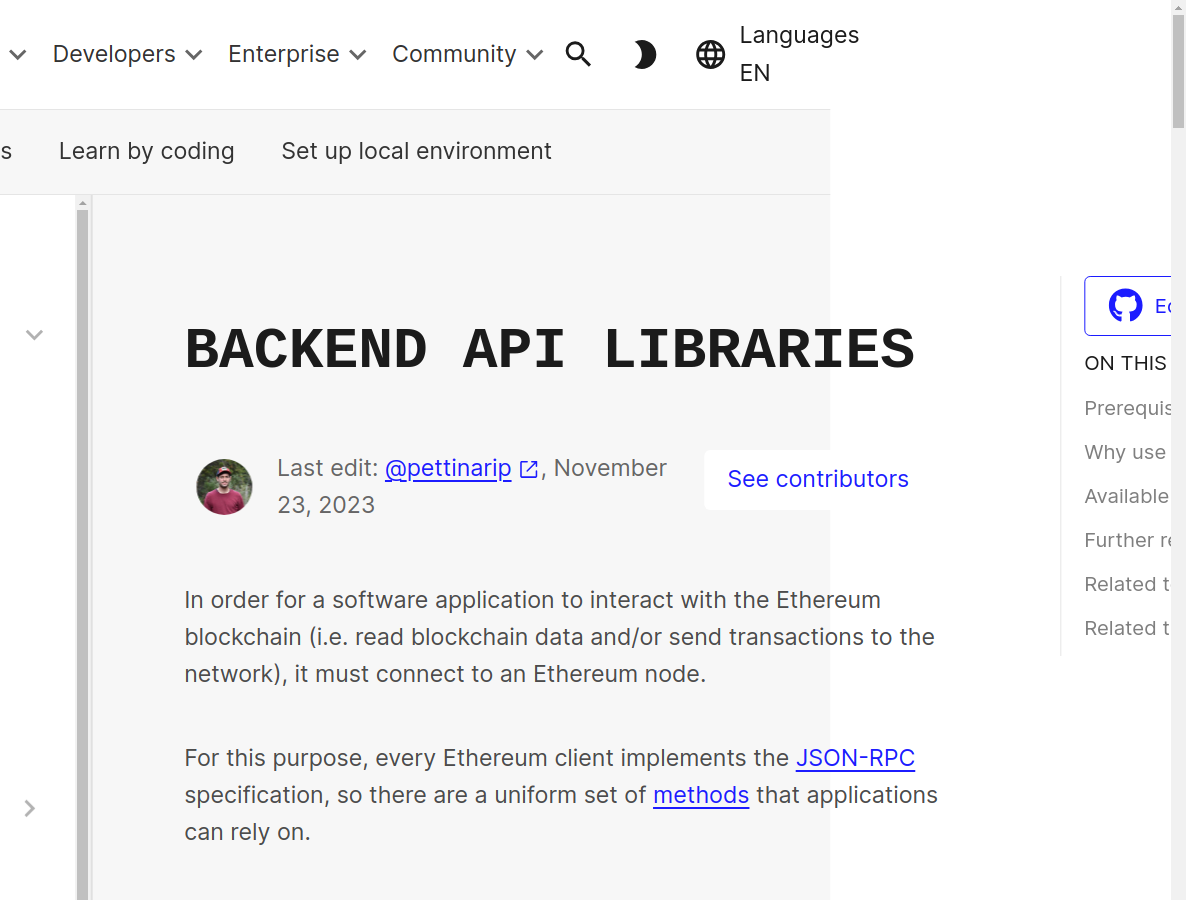 Developers Enterprise Community Languages
EN
s Learn by coding Set up local environment
BACKEND API LIBRARIES
Last edit: @pettinarip, November
23, 2023
See contributors
In order for a software application to interact with the Ethereum
blockchain (i.e. read blockchain data and/or send transactions to the
network), it must connect to an Ethereum node.
For this purpose, every Ethereum client implements the JSON-RPC
specification, so there are a uniform set of methods that applications
can rely on.
ON THIS
Prerequis
Why use
Available
Further re
Related t
Related t